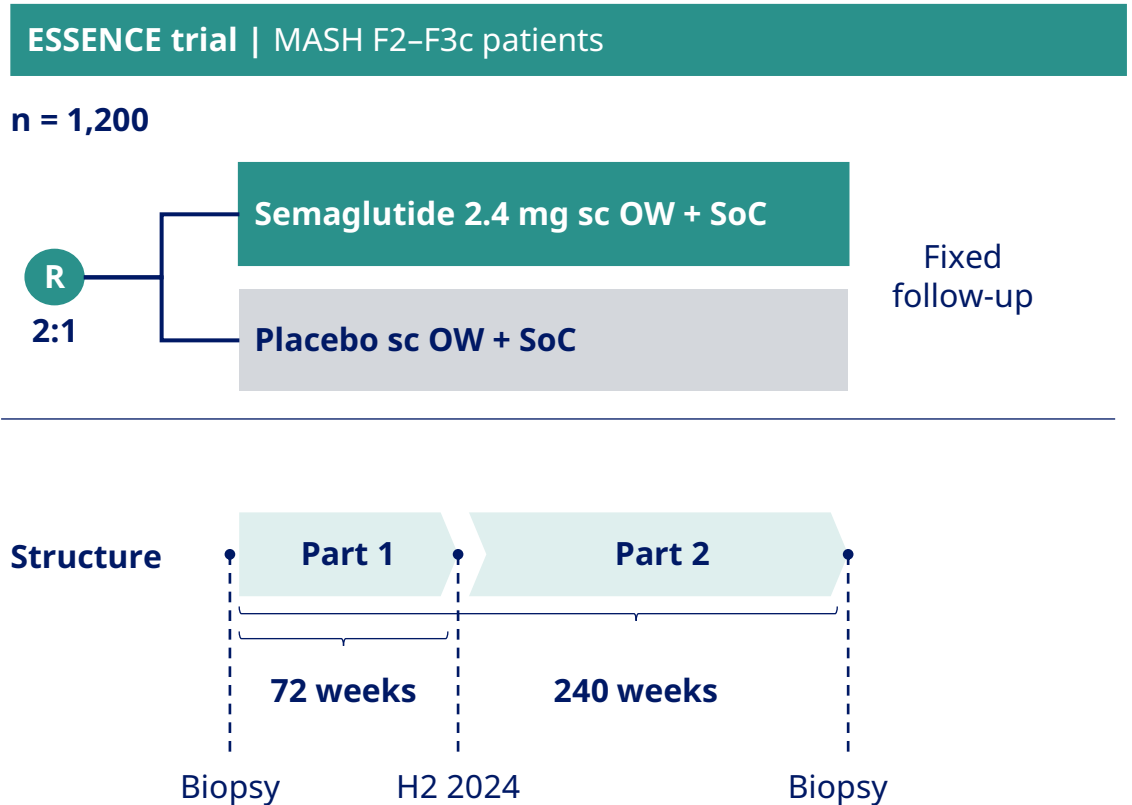 ESSENCE trial | MASH F2–F3c patients
n = 1,200
Semaglutide 2.4 mg sc OW + SoC
R
2:1
Placebo sc OW + SoC
Fixed
follow-up
Structure
Part 1
Part 2
72 weeks
240 weeks
Biopsy
H2 2024
Biopsy